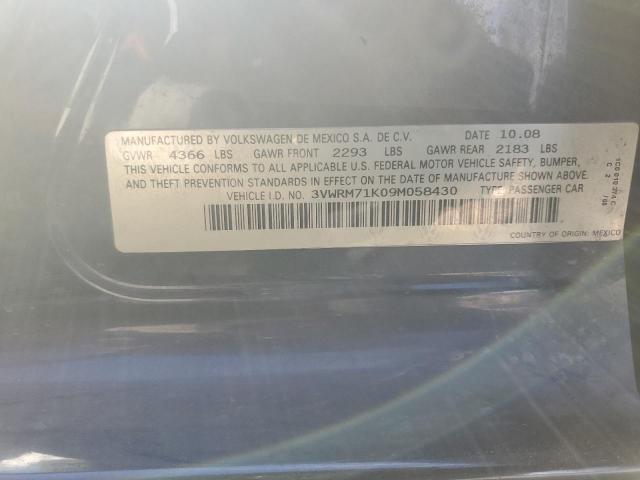 MANUFACTURED BY VOLKSWAGEN DE MEXICO S.A. DE C.V. DATE 10.08
GVWR 4366 LBS GAWR FRONT 2293 LBS GAWR REAR 2183 LBS
THIS VEHICLE CONFORMS TO ALL APPLICABLE U.S. FEDERAL MOTOR VEHICLE SAFETY, BUMPER,
AND THEFT PREVENTION STANDARDS IN EFFECT ON THE DATE OF MANUFACTURE SHOWN ABOVE.
VEHICLE I.D. NO. 3VWRM71K09M058430 TYPE: PASSENGER CAR
COUNTRY OF ORIGIN: MEXICO